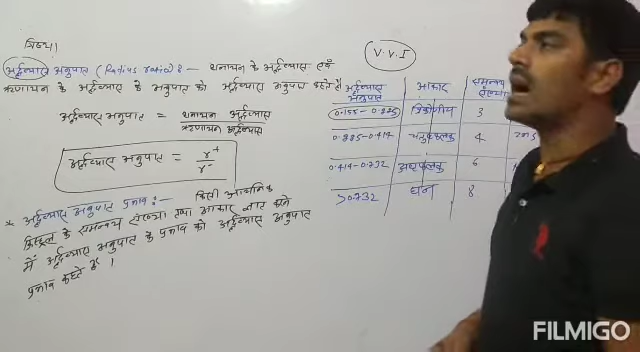 त्रिज्या
अर्द्धव्यास अनुपात (Radius ratio) :- धनायन के अर्द्धव्यास एवं
ऋणायन के अर्द्धव्यास के अनुपात को अर्द्धव्यास अनुपात कहते हैं
अर्द्धव्यास अनुपात = धनायन अर्द्धव्यास
ऋणायन अर्द्धव्यास
अर्द्धव्यास अनुपात = r⁺
r⁻
* अर्द्धव्यास अनुपात प्रभाव :- किसी आयनिक
क्रिस्टल के समन्वय संख्या तथा आकार ज्ञात करने
में अर्द्धव्यास अनुपात के प्रभाव को अर्द्धव्यास अनुपात
प्रभाव कहते हैं ।
V.V.I
अर्द्धव्यास अनुपात आकार समन्वय संख्या
0.155-0.225 त्रिकोणीय 3
0.225-0.414 चतुष्फलक 4
0.414-0.732 अष्टफलक 6
>0.732 घन 8
FILMIGO